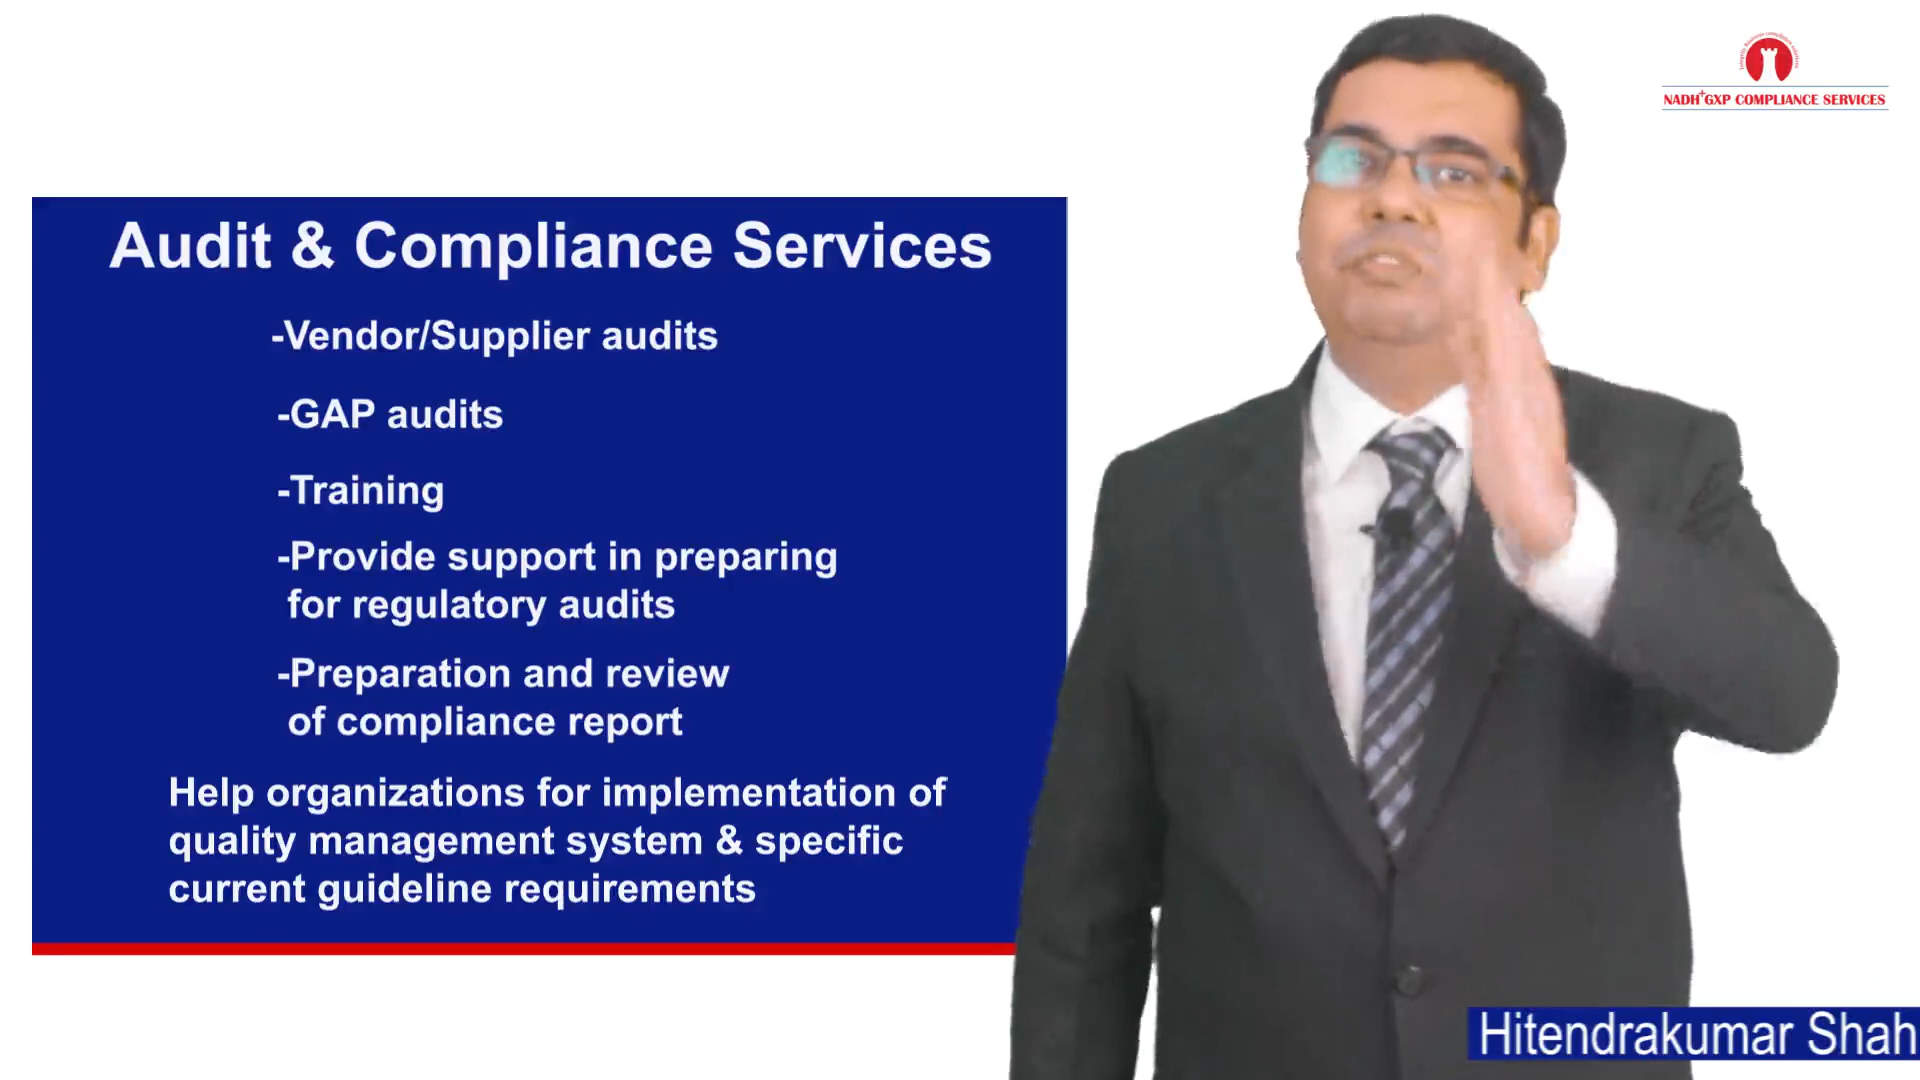 NADH+GXP COMPLIANCE SERVICES
Audit & Compliance Services
-Vendor/Supplier audits
-GAP audits
-Training
-Provide support in preparing
for regulatory audits
-Preparation and review
of compliance report
Help organizations for implementation of
quality management system & specific
current guideline requirements
Hitendrakumar Shah